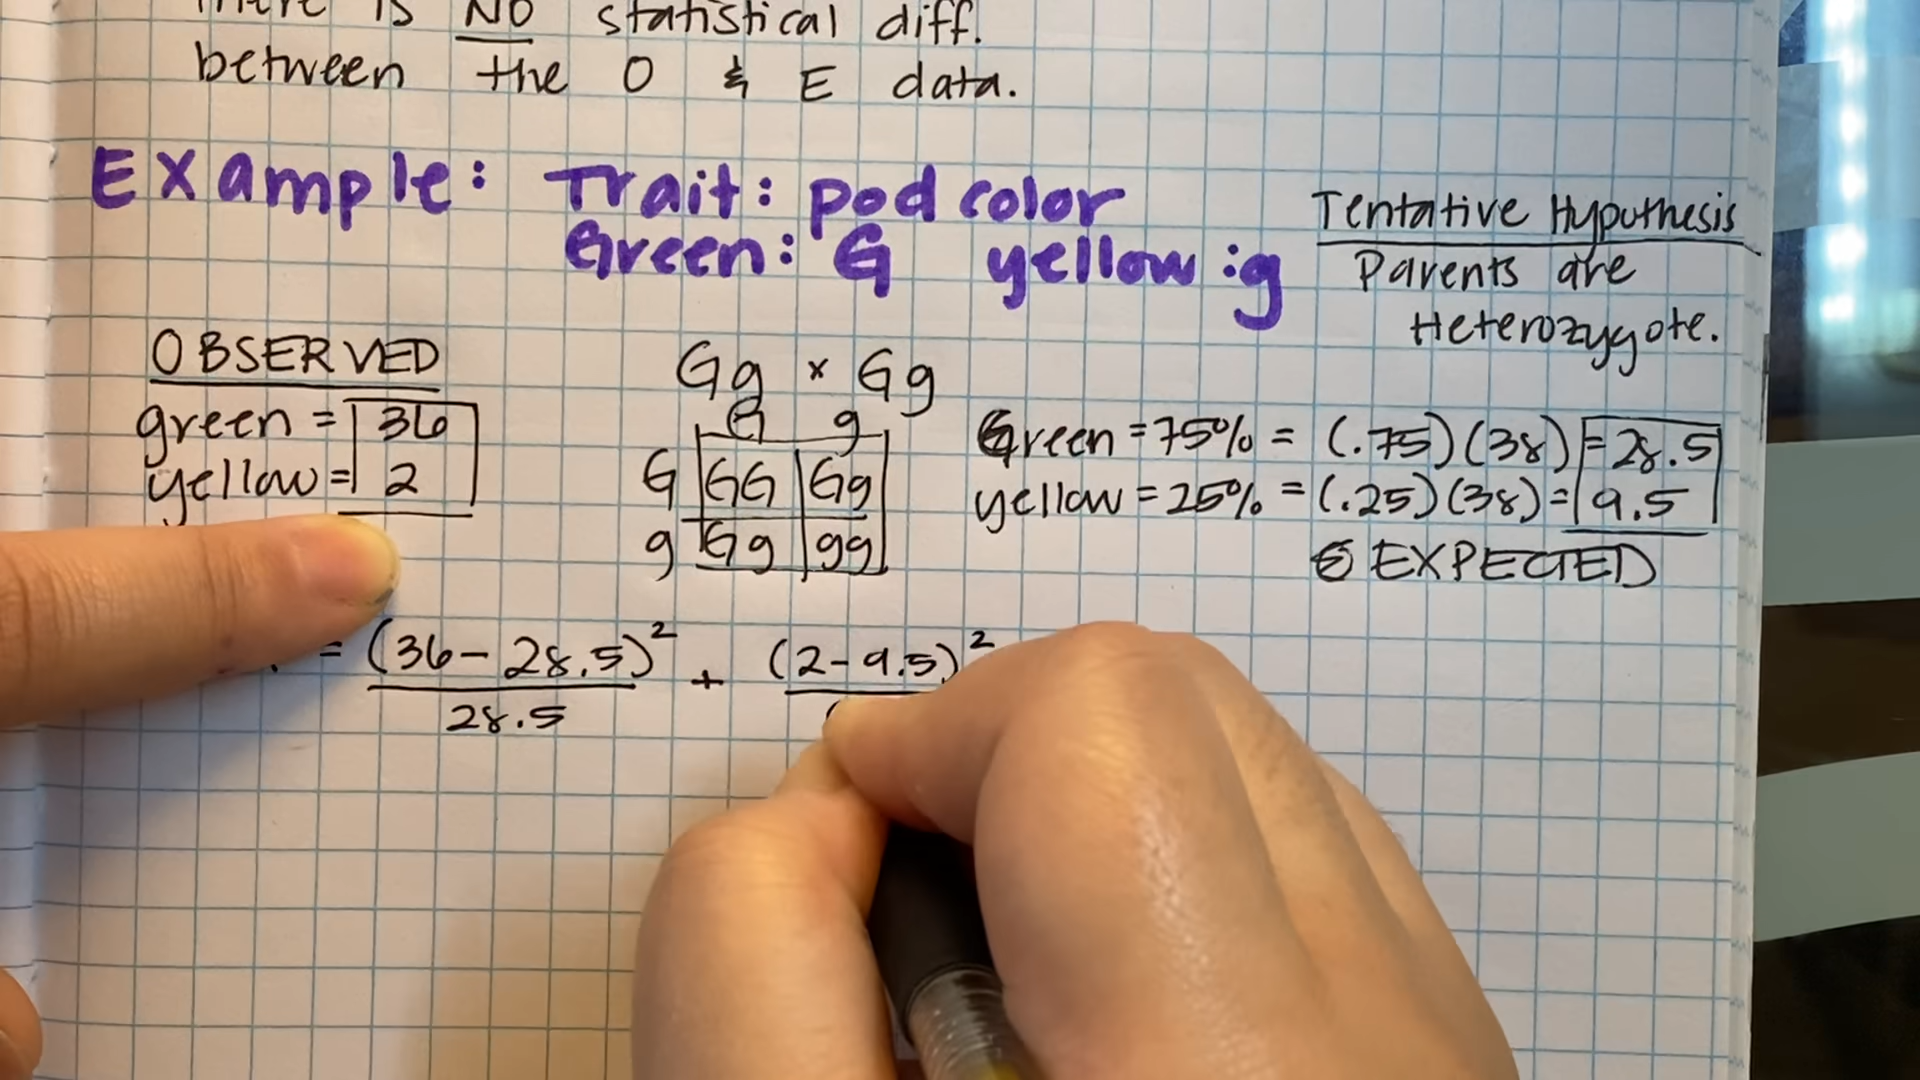 There is NO statistical diff.
between the O & E data.
Example: Trait: pod color
Green: G yellow :g
Tentative Hypothesis
Parents are
Heterozygote.
OBSERVED
green = 36
yellow = 2
Gg × Gg
G g
G GG Gg
g Gg gg
Green = 75% = (.75)(38) = 28.5
yellow = 25% = (.25)(38) = 9.5
EXPECTED
= (36 - 28.5)² + (2 - 9.5)²
28.5